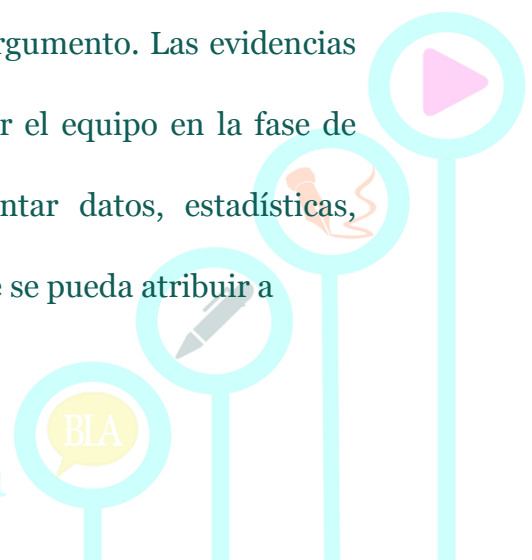 rgumento. Las evidencias
r el equipo en la fase de
ntar datos, estadísticas,
e se pueda atribuir a
BLA